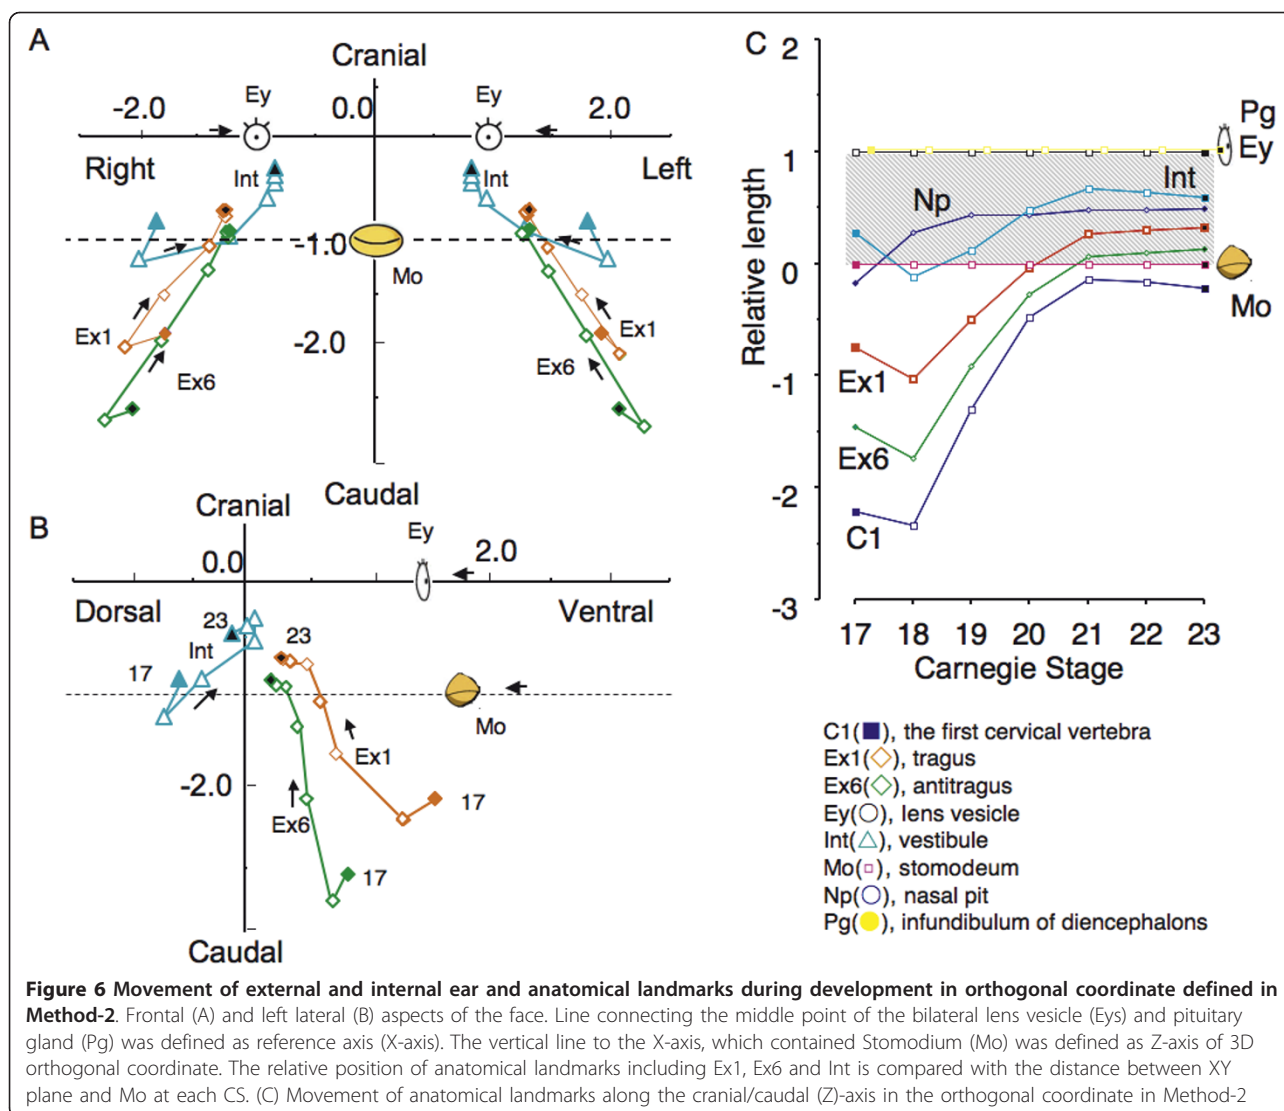 A
Cranial
-2.0
Ey
0.0
Ey
2.0
Right
Int
Int
Left
-1.0
Mo
Ex1
-2.0
Ex1
Ex6
Ex6
Caudal
B
Cranial
Ey
0.0
2.0
Dorsal
Ventral
23
23
Int
17
Mo
Ex1
-2.0
17
Ex6
17
Caudal
C
2
1
0
-1
-2
-3
Relative length
Pg
Ey
Int
Np
Mo
Ex1
Ex6
C1
17 18 19 20 21 22 23
Carnegie Stage
C1(■), the first cervical vertebra
Ex1(◇), tragus
Ex6(◇), antitragus
Ey(○), lens vesicle
Int(△), vestibule
Mo(□), stomodeum
Np(○), nasal pit
Pg(●), infundibulum of diencephalons
Figure 6 Movement of external and internal ear and anatomical landmarks during development in orthogonal coordinate defined in
Method-2. Frontal (A) and left lateral (B) aspects of the face. Line connecting the middle point of the bilateral lens vesicle (Eys) and pituitary
gland (Pg) was defined as reference axis (X-axis). The vertical line to the X-axis, which contained Stomodium (Mo) was defined as Z-axis of 3D
orthogonal coordinate. The relative position of anatomical landmarks including Ex1, Ex6 and Int is compared with the distance between XY
plane and Mo at each CS. (C) Movement of anatomical landmarks along the cranial/caudal (Z)-axis in the orthogonal coordinate in Method-2